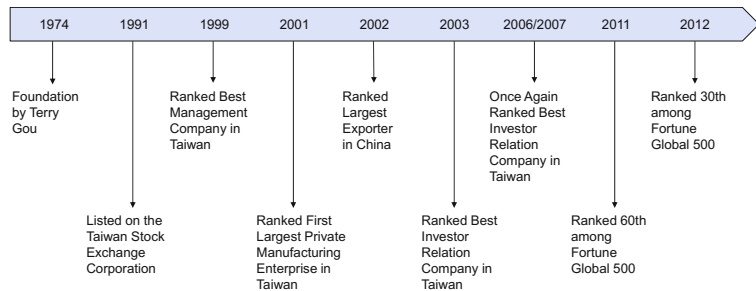 1974 1991 1999 2001 2002 2003 2006/2007 2011 2012
Foundation
by Terry
Gou
Ranked Best
Management
Company in
Taiwan
Ranked
Largest
Exporter
in China
Once Again
Ranked Best
Investor
Relation
Company in
Taiwan
Ranked 30th
among
Fortune
Global 500
Listed on the
Taiwan Stock
Exchange
Corporation
Ranked First
Largest Private
Manufacturing
Enterprise in
Taiwan
Ranked Best
Investor
Relation
Company in
Taiwan
Ranked 60th
among
Fortune
Global 500